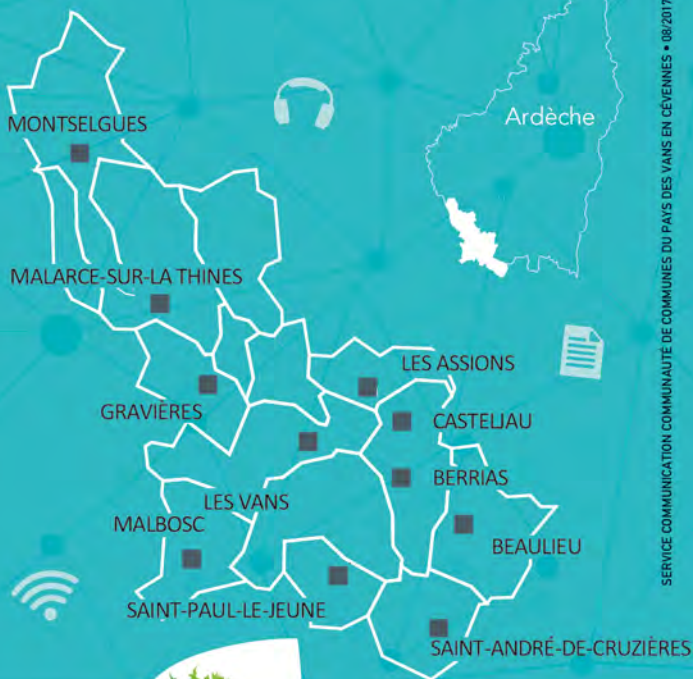 MONTSELGUES
Ardèche
MALARCE-SUR-LA THINES
LES ASSIONS
GRAVIÈRES
CASTELJAU
BERRIAS
LES VANS
MALBOSC
BEAULIEU
SAINT-PAUL-LE-JEUNE
SAINT-ANDRÉ-DE-CRUZIÈRES
SERVICE COMMUNICATION COMMUNAUTÉ DE COMMUNES DU PAYS DES VANS EN CÉVENNES • 08/2017